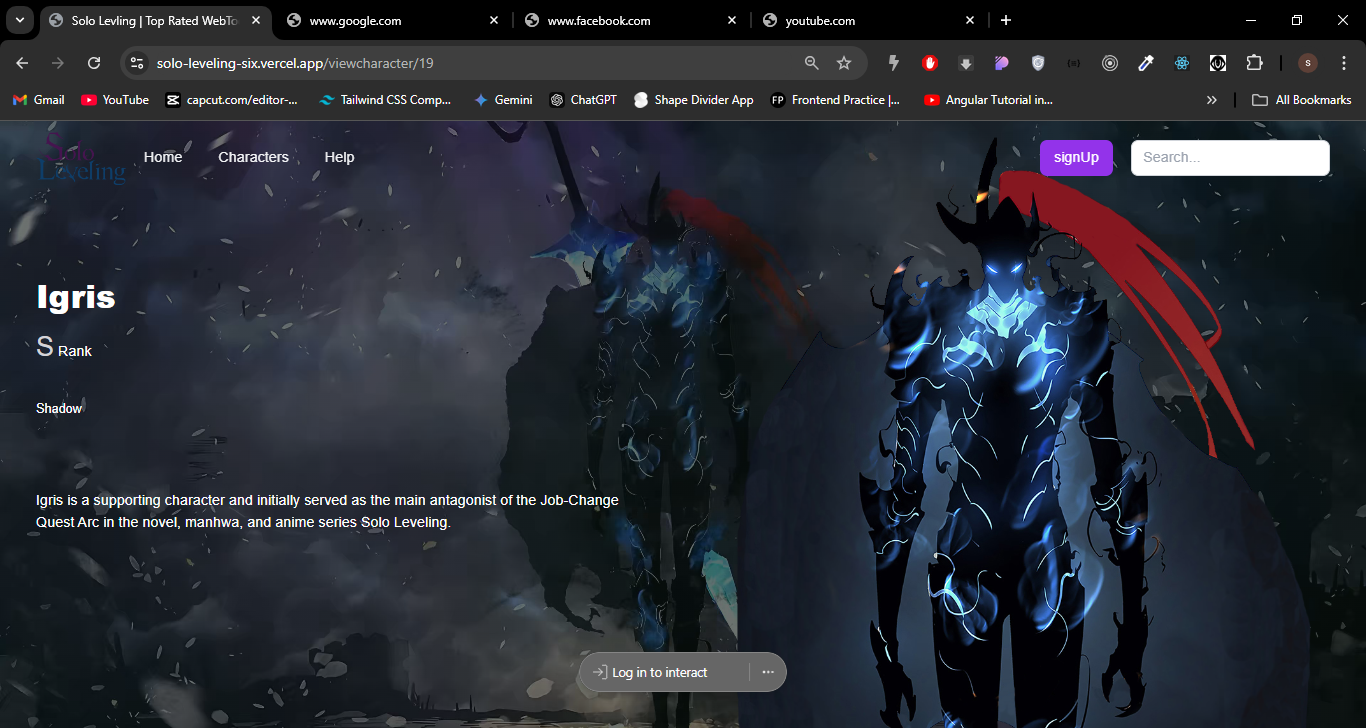 Solo Levling | Top Rated WebTo
www.google.com
www.facebook.com
youtube.com
solo-leveling-six.vercel.app/viewcharacter/19
S
Gmail
YouTube
capcut.com/editor-...
Tailwind CSS Comp...
Gemini
ChatGPT
Shape Divider App
FP
Frontend Practice |...
Angular Tutorial in...
All Bookmarks
Solo
Leveling
Home
Characters
Help
signUp
Search...
Igris
S Rank
Shadow
Igris is a supporting character and initially served as the main antagonist of the Job-Change
Quest Arc in the novel, manhwa, and anime series Solo Leveling.
Log in to interact